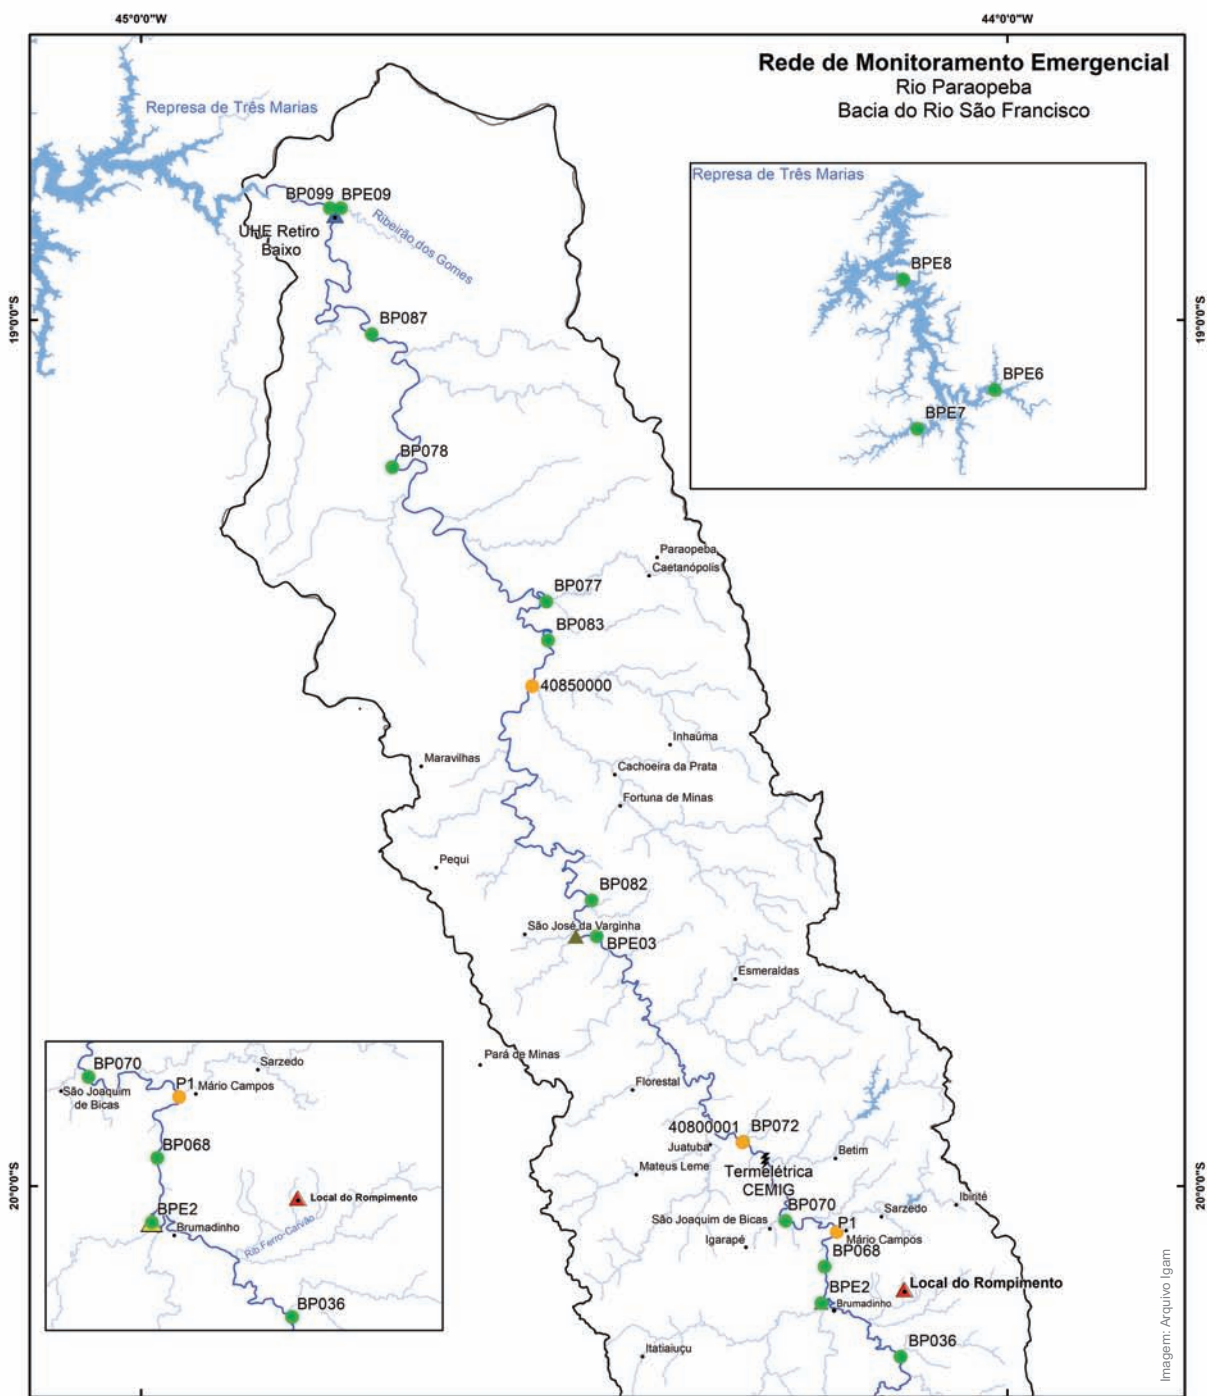 45°0'0"W
44°0'0"W
Rede de Monitoramento Emergencial
Rio Paraopeba
Bacia do Rio São Francisco
Represa de Três Marias
Represa de Três Marias
BP099 BPE09
UHE Retiro
Baixo
Ribeirão dos Gomes
BPE8
19°0'0"S
19°0'0"S
BP087
BPE6
BPE7
BP078
Paraopeba
Caetanópolis
BP077
BP083
40850000
Inhaúma
Maravilhas
Cachoeira da Prata
Fortuna de Minas
Pequi
BP082
São José da Varginha
BPE03
Esmeraldas
Pará de Minas
Florestal
40800001 BP072
Juatuba
Betim
Mateus Leme
Termelétrica
CEMIG
20°0'0"S
20°0'0"S
Ibirité
BP070
Sarzedo
São Joaquim de Bicas
P1
Igarapé
Mário Campos
BP068
Local do Rompimento
BPE2
Brumadinho
Itatiaiuçu
BP036
BP070
Sarzedo
P1
Mário Campos
São Joaquim
de Bicas
BP068
Local do Rompimento
BPE2
Brumadinho
Rib Ferro-Carvão
BP036
Imagem: Arquivo Igam